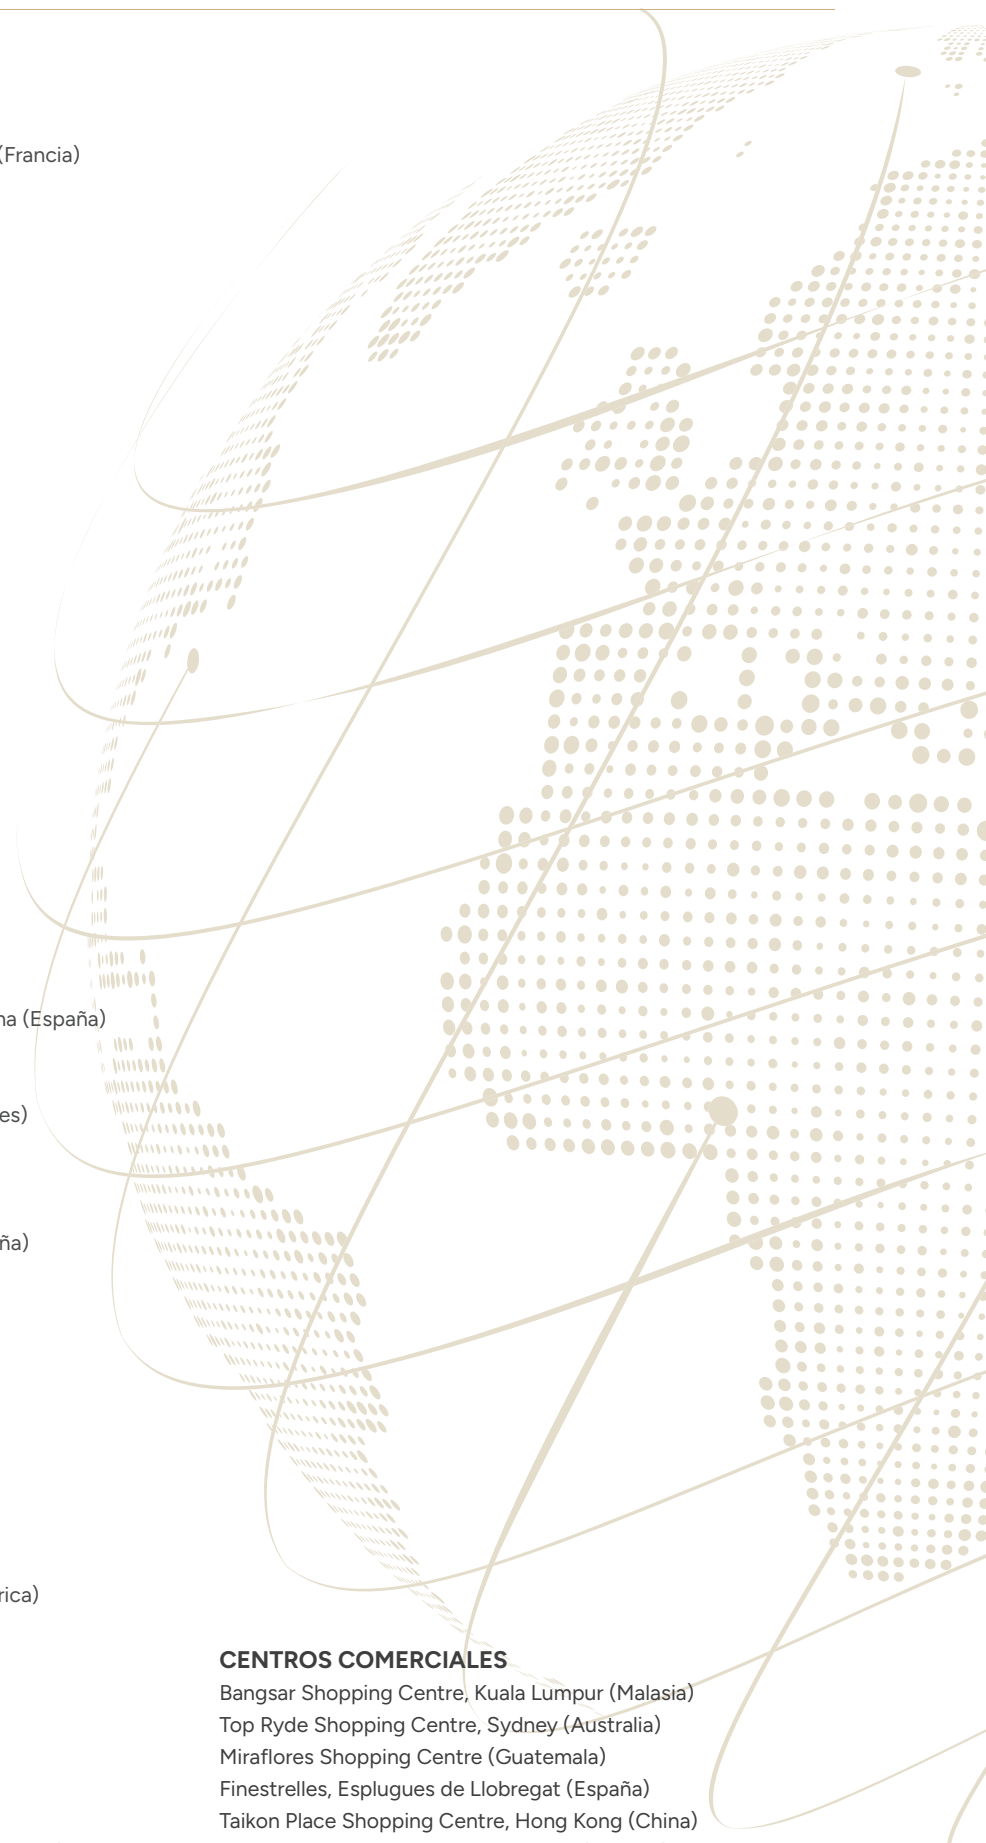 (Francia)
na (España)
es)
ña)
rica)
CENTROS COMERCIALES
Bangsar Shopping Centre, Kuala Lumpur (Malasia)
Top Ryde Shopping Centre, Sydney (Australia)
Miraflores Shopping Centre (Guatemala)
Finestrelles, Esplugues de Llobregat (España)
Taikon Place Shopping Centre, Hong Kong (China)